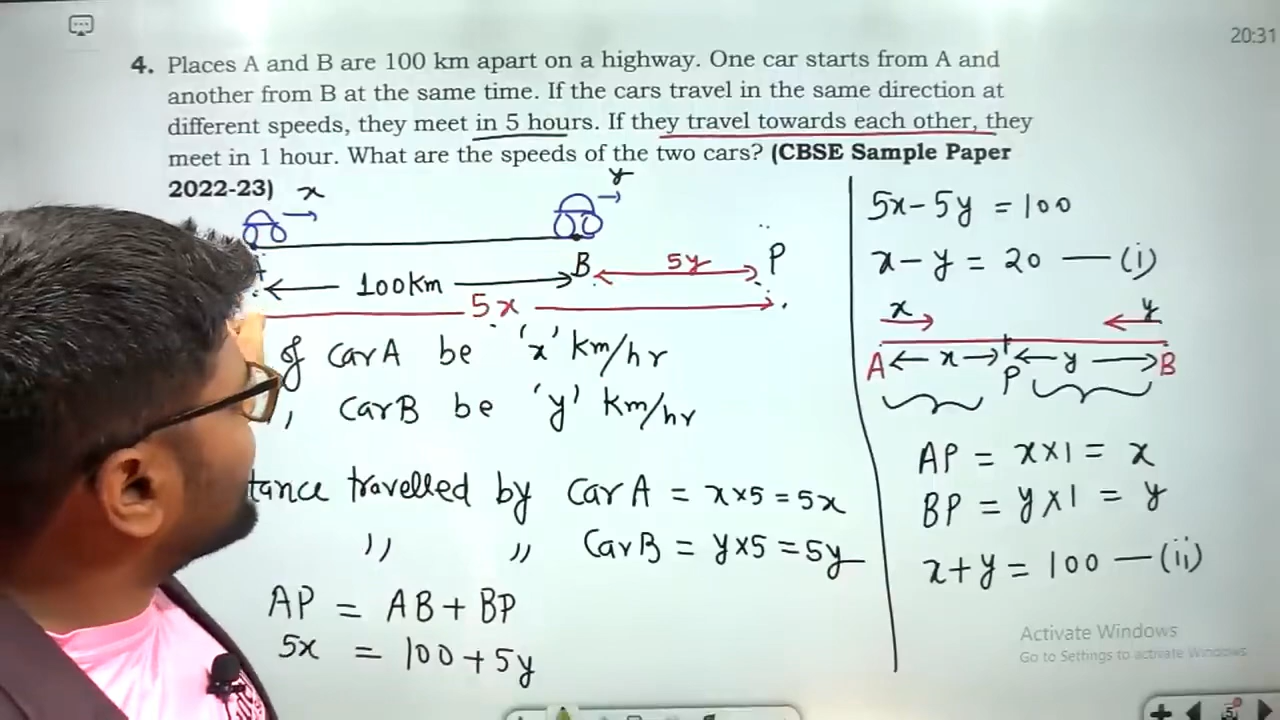 20:31
4. Places A and B are 100 km apart on a highway. One car starts from A and
another from B at the same time. If the cars travel in the same direction at
different speeds, they meet in 5 hours. If they travel towards each other, they
meet in 1 hour. What are the speeds of the two cars? (CBSE Sample Paper
2022-23)
x
y
B
5y
P
100km
5x
of car A be 'x' km/hr
,, car B be 'y' km/hr
tance travelled by Car A = x×5 = 5x
,, ,, Car B = y×5 = 5y
AP = AB + BP
5x = 100 + 5y
5x - 5y = 100
x - y = 20 — (i)
x
y
A x P y B
AP = x×1 = x
BP = y×1 = y
x + y = 100 — (ii)
Activate Windows
Go to Settings to activate Windows.
5